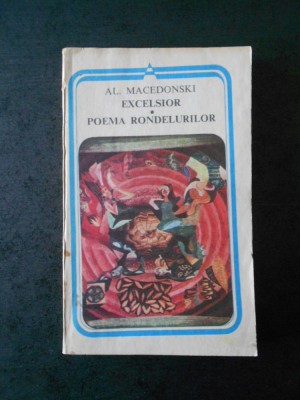 AL. MACEDONSKI
EXCELSIOR
•
POEMA RONDELURILOR